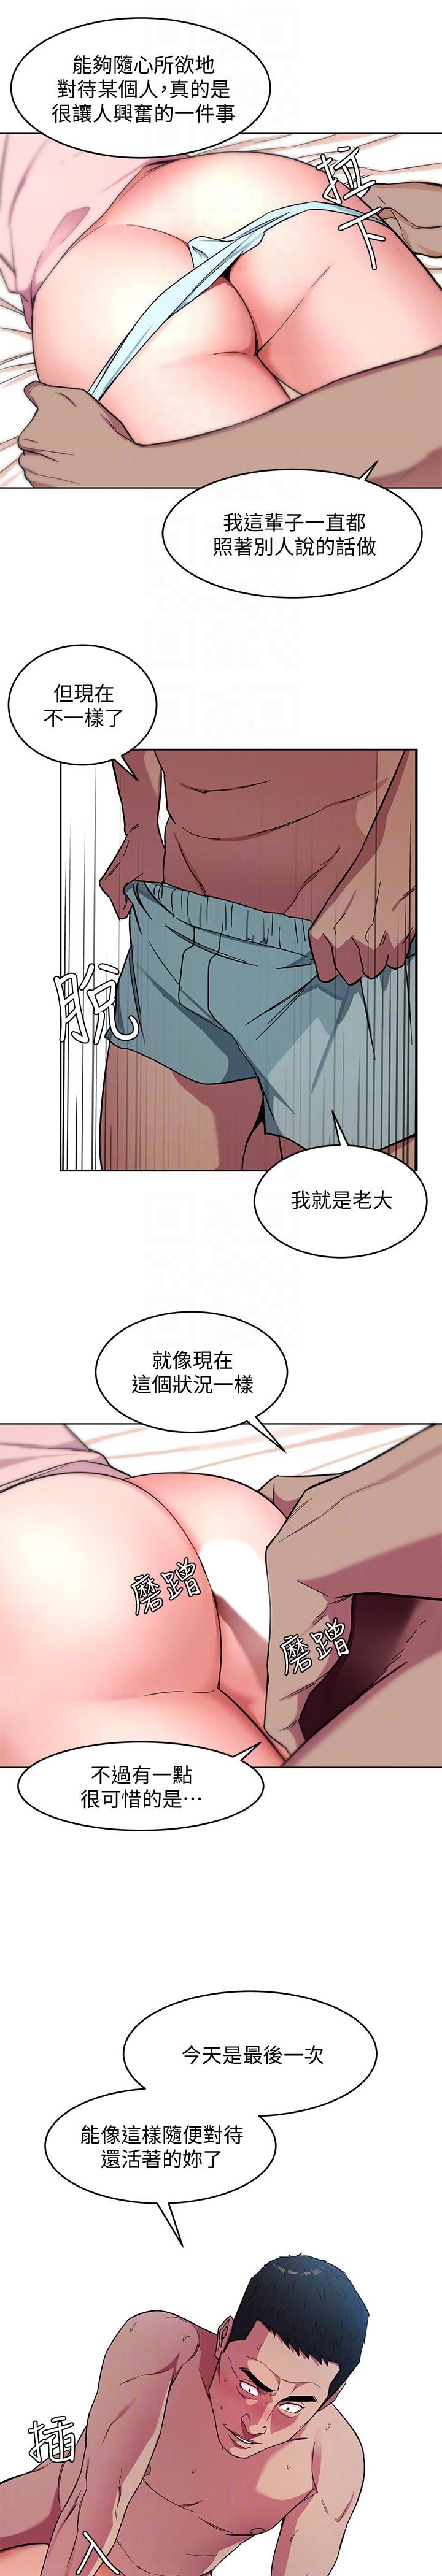 能夠隨心所欲地
對待某個人，真的是
很讓人興奮的一件事
拉
下
我這輩子一直都
照著別人說的話做
但現在
不一樣了
脫
我就是老大
就像現在
這個狀況一樣
磨蹭
磨蹭
不過有一點
很可惜的是…
今天是最後一次
能像這樣隨便對待
還活著的妳了
插
入